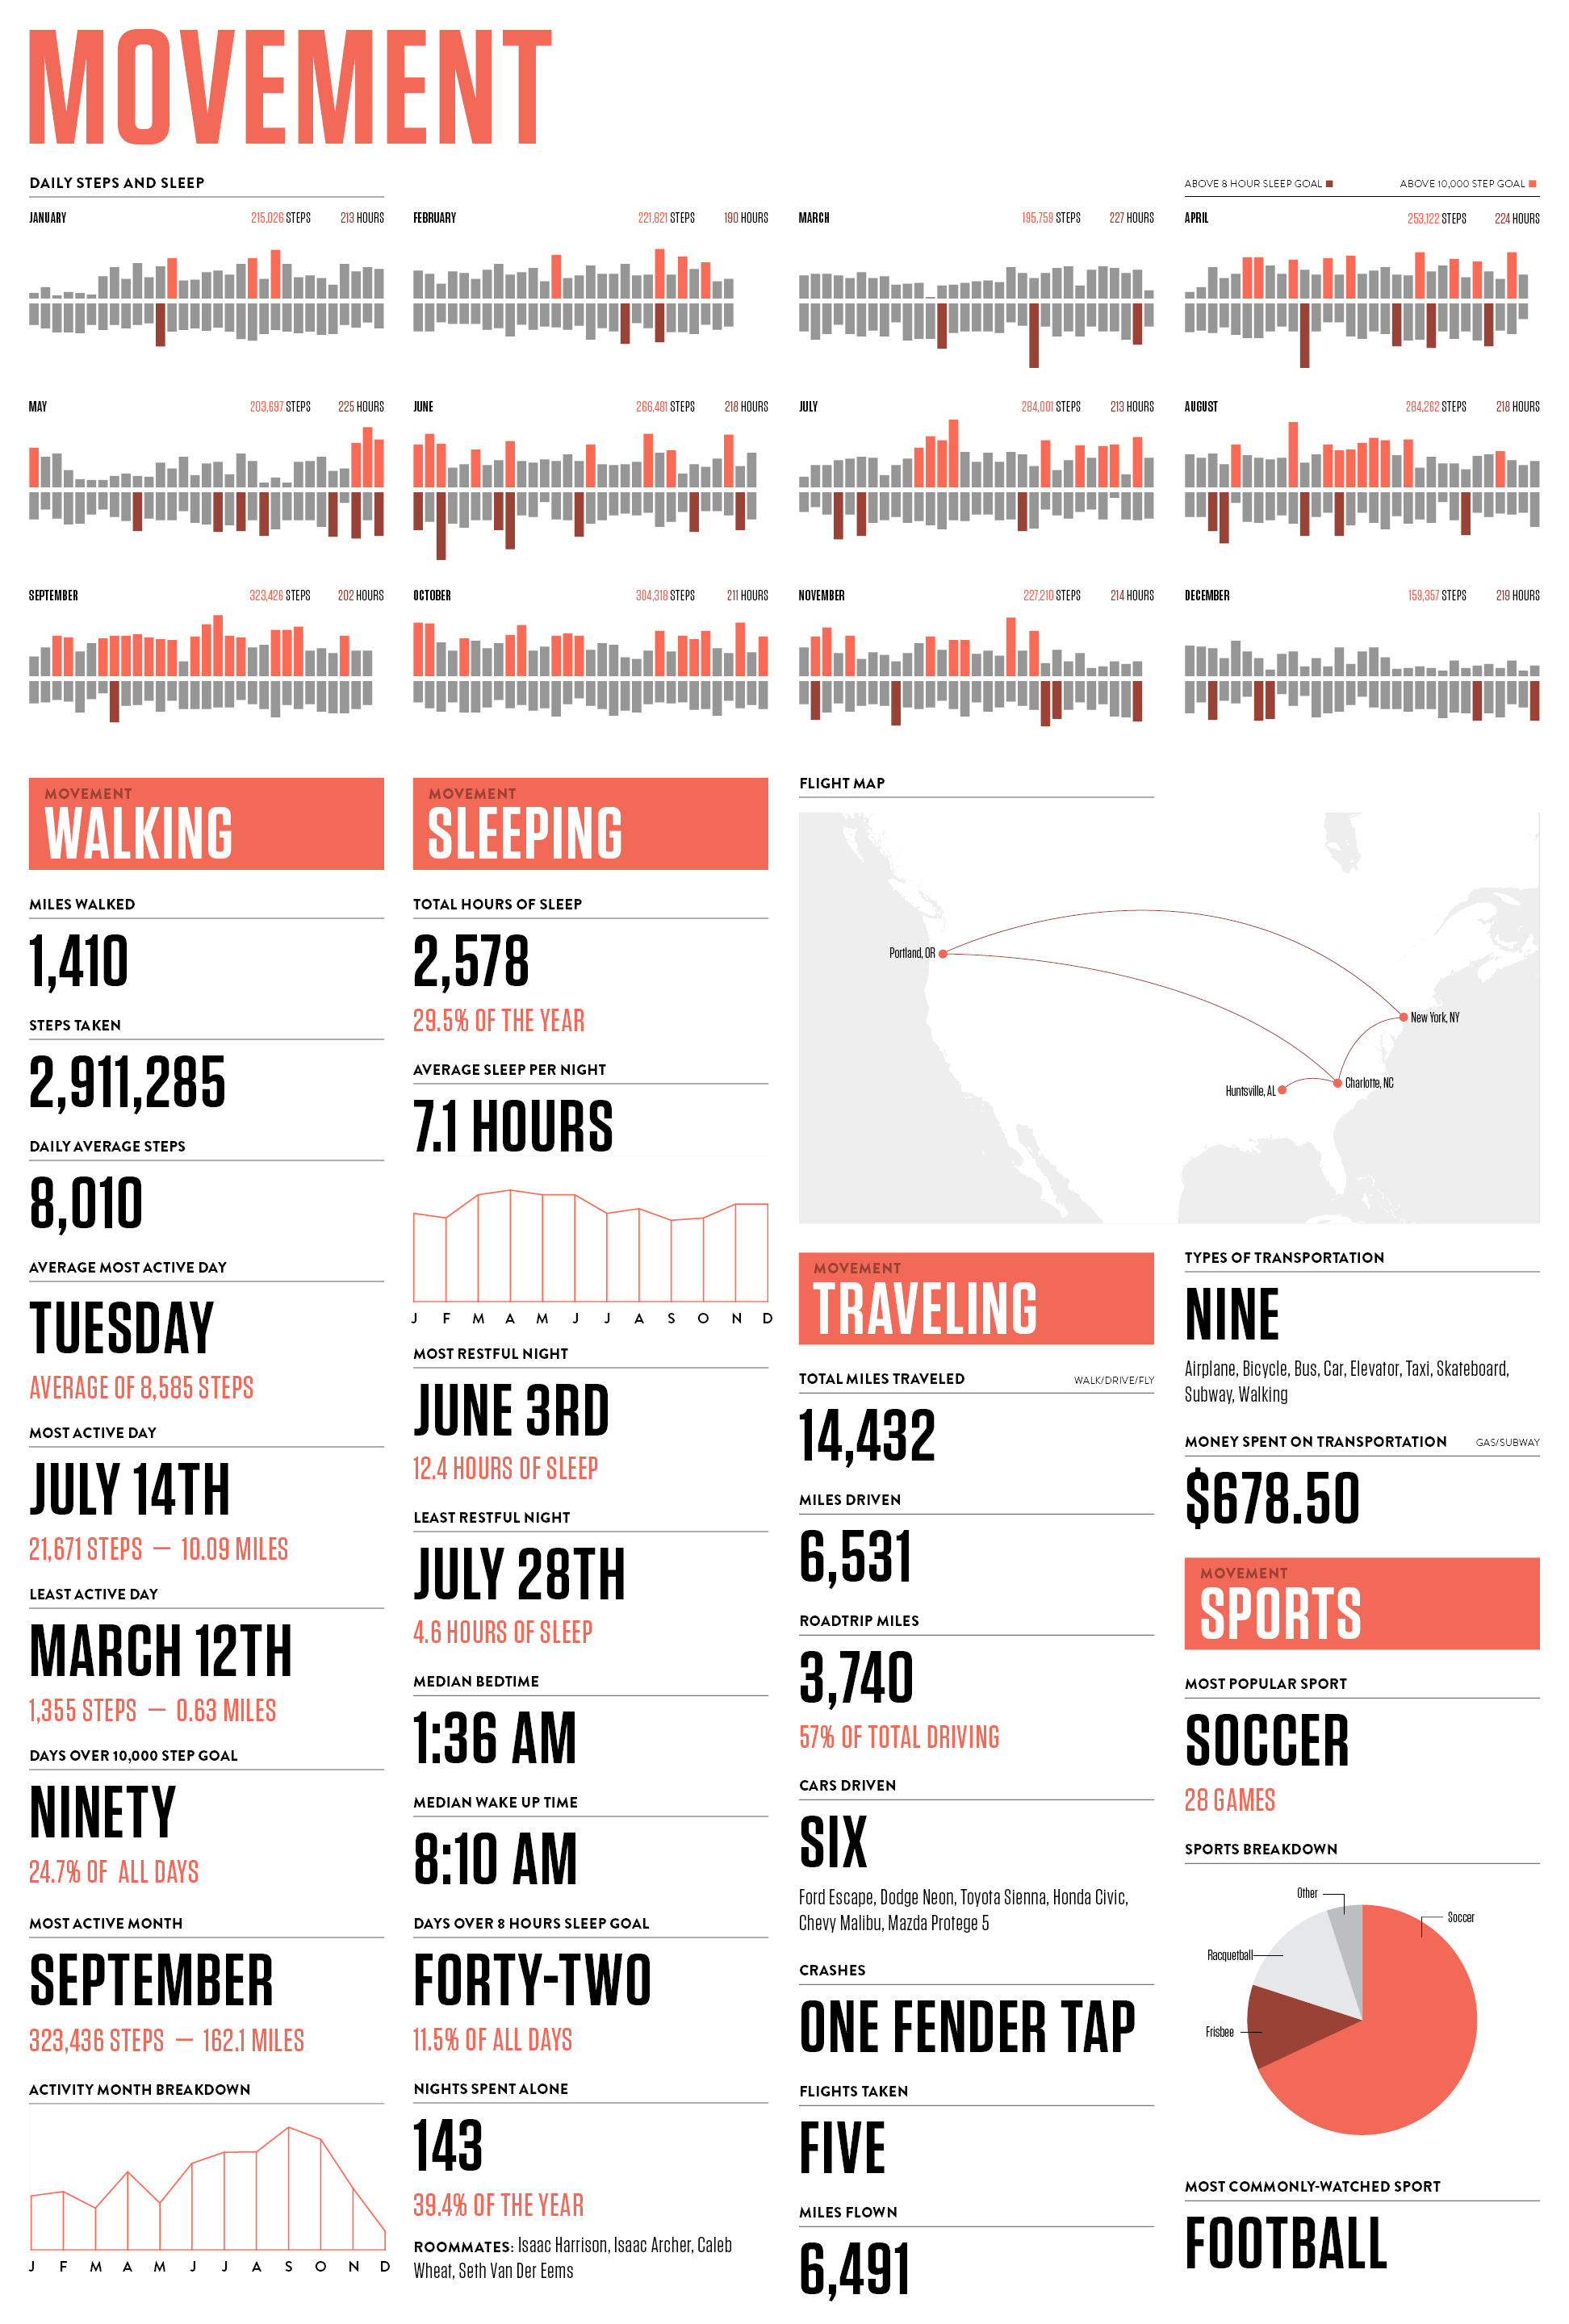 MOVEMENT
DAILY STEPS AND SLEEP
ABOVE 8 HOUR SLEEP GOAL
ABOVE 10,000 STEP GOAL
JANUARY 215,026 STEPS 213 HOURS
FEBRUARY 221,821 STEPS 190 HOURS
MARCH 195,759 STEPS 227 HOURS
APRIL 253,122 STEPS 224 HOURS
MAY 203,697 STEPS 225 HOURS
JUNE 266,481 STEPS 218 HOURS
JULY 284,001 STEPS 213 HOURS
AUGUST 284,262 STEPS 218 HOURS
SEPTEMBER 323,426 STEPS 202 HOURS
OCTOBER 304,318 STEPS 211 HOURS
NOVEMBER 227,210 STEPS 214 HOURS
DECEMBER 159,357 STEPS 219 HOURS
MOVEMENT
WALKING
MILES WALKED
1,410
STEPS TAKEN
2,911,285
DAILY AVERAGE STEPS
8,010
AVERAGE MOST ACTIVE DAY
TUESDAY
AVERAGE OF 8,585 STEPS
MOST ACTIVE DAY
JULY 14TH
21,671 STEPS — 10.09 MILES
LEAST ACTIVE DAY
MARCH 12TH
1,355 STEPS — 0.63 MILES
DAYS OVER 10,000 STEP GOAL
NINETY
24.7% OF ALL DAYS
MOST ACTIVE MONTH
SEPTEMBER
323,436 STEPS — 162.1 MILES
ACTIVITY MONTH BREAKDOWN
J F M A M J J A S O N D
MOVEMENT
SLEEPING
TOTAL HOURS OF SLEEP
2,578
29.5% OF THE YEAR
AVERAGE SLEEP PER NIGHT
7.1 HOURS
J F M A M J J A S O N D
MOST RESTFUL NIGHT
JUNE 3RD
12.4 HOURS OF SLEEP
LEAST RESTFUL NIGHT
JULY 28TH
4.6 HOURS OF SLEEP
MEDIAN BEDTIME
1:36 AM
MEDIAN WAKE UP TIME
8:10 AM
DAYS OVER 8 HOURS SLEEP GOAL
FORTY-TWO
11.5% OF ALL DAYS
NIGHTS SPENT ALONE
143
39.4% OF THE YEAR
ROOMMATES: Isaac Harrison, Isaac Archer, Caleb
Wheat, Seth Van Der Eems
FLIGHT MAP
Portland, OR
New York, NY
Charlotte, NC
Huntsville, AL
MOVEMENT
TRAVELING
TOTAL MILES TRAVELED WALK/DRIVE/FLY
14,432
MILES DRIVEN
6,531
ROADTRIP MILES
3,740
57% OF TOTAL DRIVING
CARS DRIVEN
SIX
Ford Escape, Dodge Neon, Toyota Sienna, Honda Civic,
Chevy Malibu, Mazda Protege 5
CRASHES
ONE FENDER TAP
FLIGHTS TAKEN
FIVE
MILES FLOWN
6,491
TYPES OF TRANSPORTATION
NINE
Airplane, Bicycle, Bus, Car, Elevator, Taxi, Skateboard,
Subway, Walking
MONEY SPENT ON TRANSPORTATION GAS/SUBWAY
$678.50
MOVEMENT
SPORTS
MOST POPULAR SPORT
SOCCER
28 GAMES
SPORTS BREAKDOWN
Other
Soccer
Racquetball
Frisbee
MOST COMMONLY-WATCHED SPORT
FOOTBALL